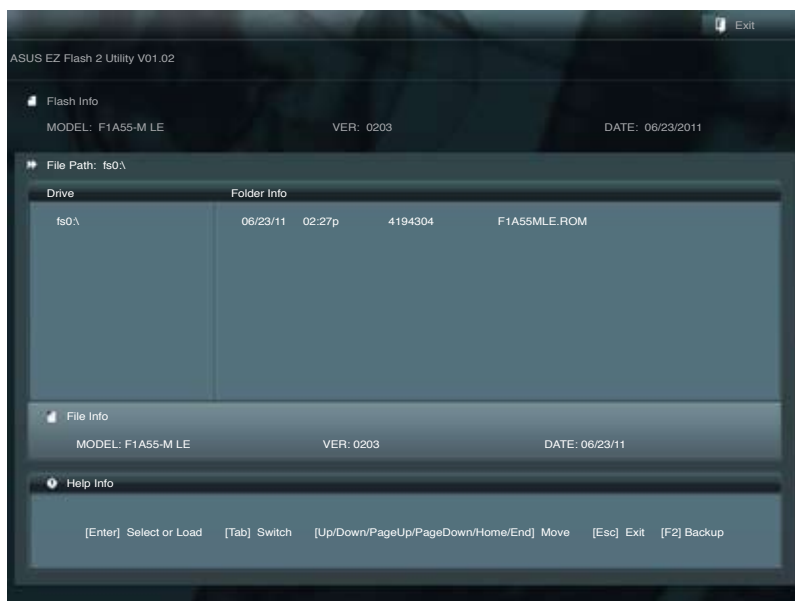 Exit
ASUS EZ Flash 2 Utility V01.02
Flash Info
MODEL: F1A55-M LE VER: 0203 DATE: 06/23/2011
File Path: fs0:\
Drive Folder Info
fs0:\ 06/23/11 02:27p 4194304 F1A55MLE.ROM
File Info
MODEL: F1A55-M LE VER: 0203 DATE: 06/23/11
Help Info
[Enter] Select or Load [Tab] Switch [Up/Down/PageUp/PageDown/Home/End] Move [Esc] Exit [F2] Backup